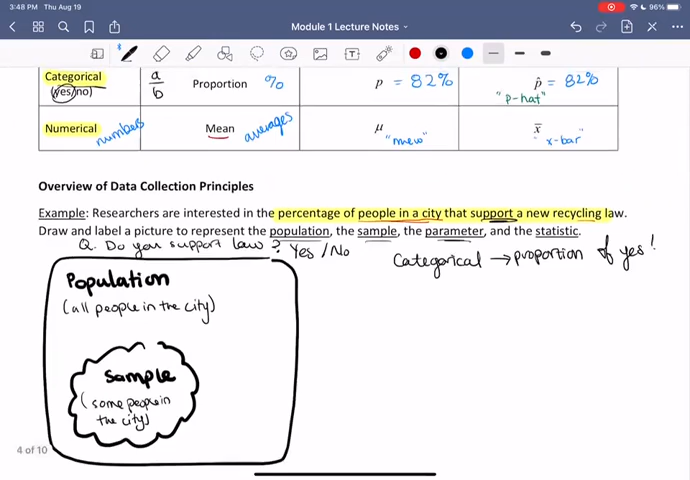 3:48 PM Thu Aug 19
96%
Module 1 Lecture Notes
Categorical
(yes/no)
a
b
Proportion %
p = 82%
p̂ = 82%
"p-hat"
Numerical numbers
Mean averages
μ
"mew"
x̄
"x-bar"
Overview of Data Collection Principles
Example: Researchers are interested in the percentage of people in a city that support a new recycling law.
Draw and label a picture to represent the population, the sample, the parameter, and the statistic.
Q. Do you support law? Yes / No
Categorical → proportion of yes!
Population
(all people in the city)
Sample
(some people in
the city)
4 of 10